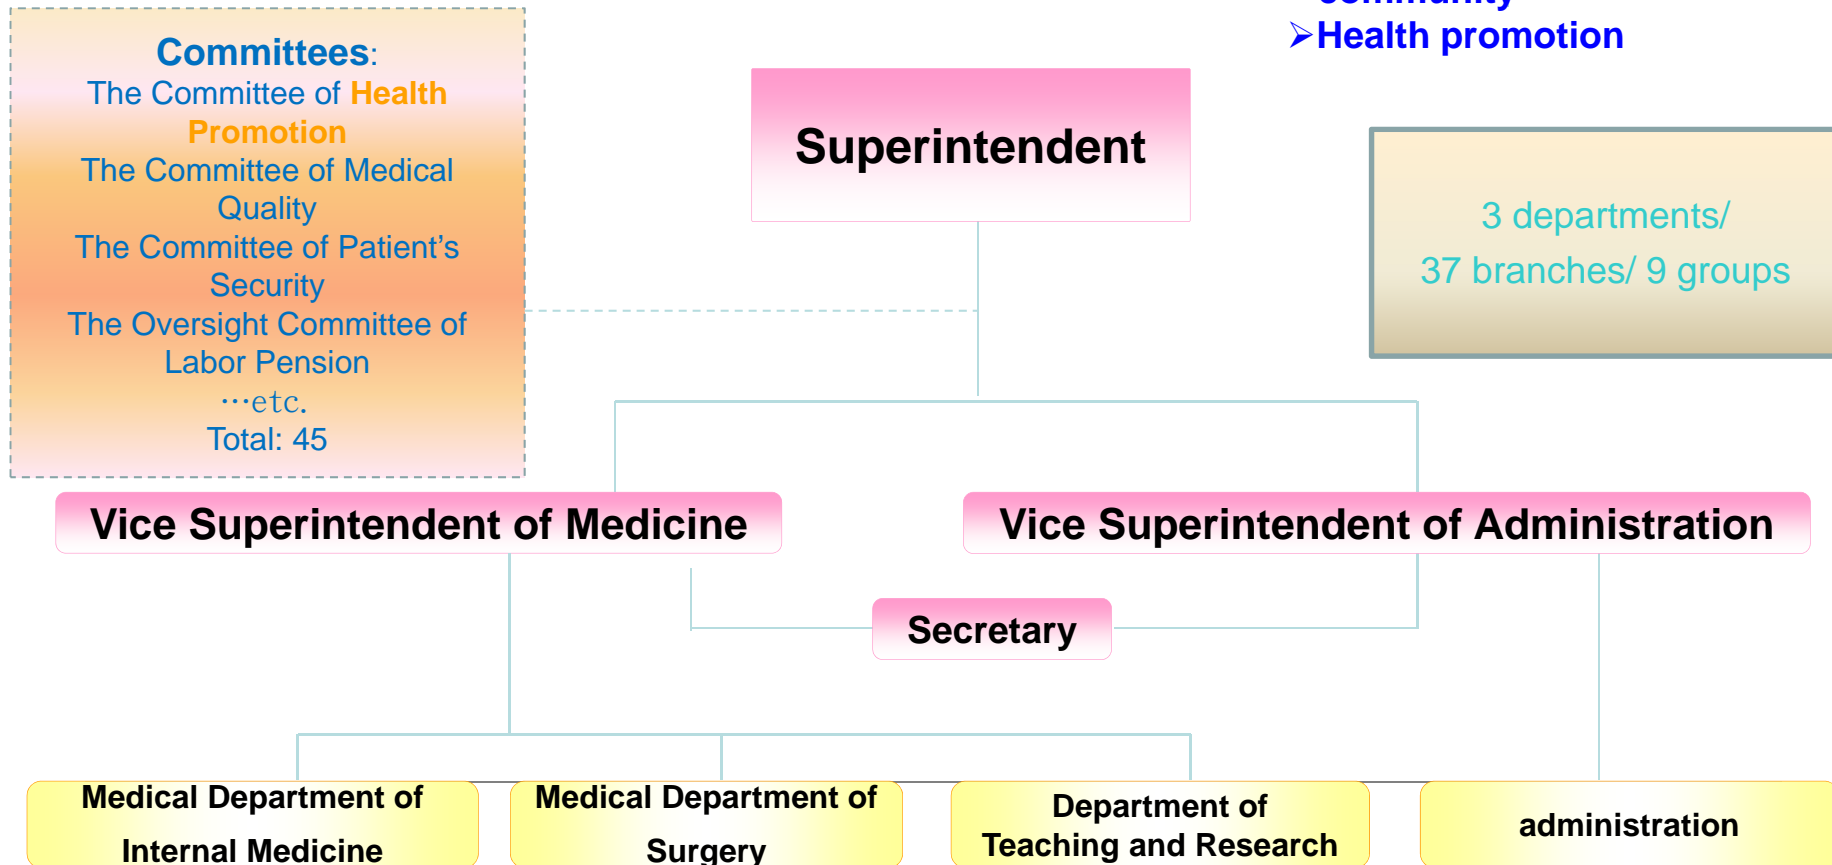 community
➢Health promotion
Committees:
The Committee of Health
Promotion
The Committee of Medical
Quality
The Committee of Patient’s
Security
The Oversight Committee of
Labor Pension
…etc.
Total: 45
Superintendent
3 departments/
37 branches/ 9 groups
Vice Superintendent of Medicine
Vice Superintendent of Administration
Secretary
Medical Department of
Internal Medicine
Medical Department of
Surgery
Department of
Teaching and Research
administration